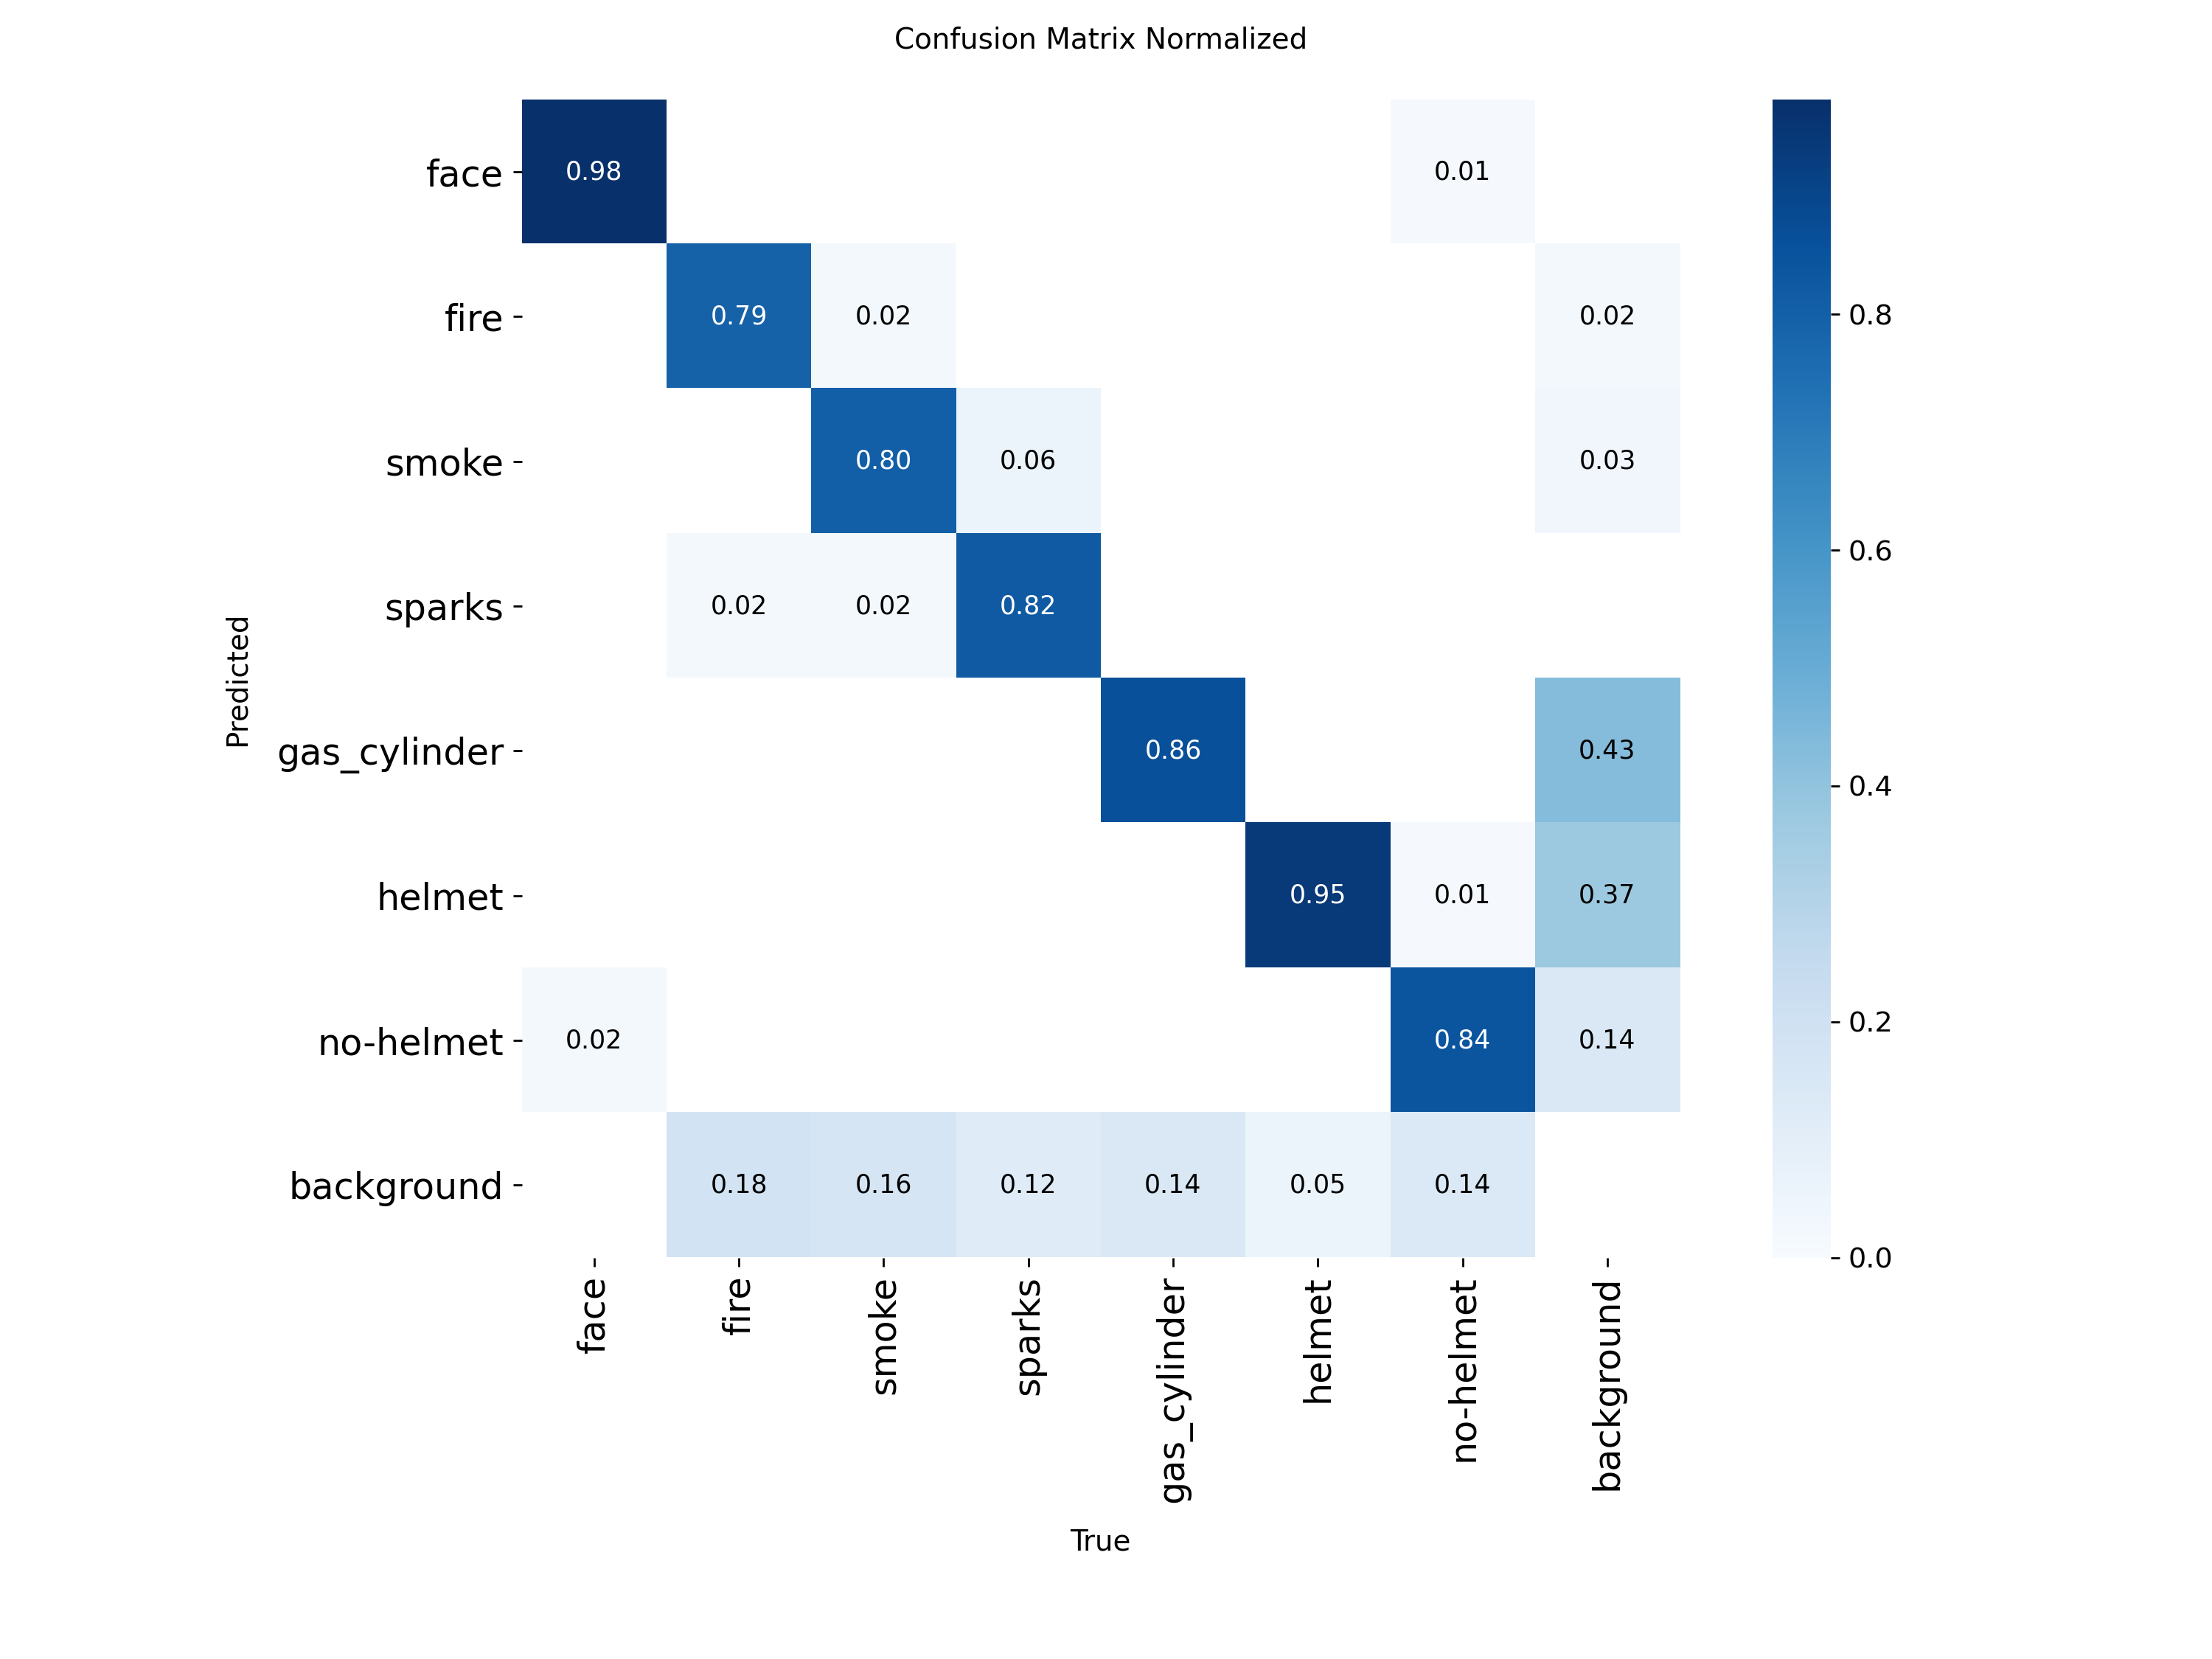 Confusion Matrix Normalized
face 0.98 0.01
fire 0.79 0.02 0.02 0.8
smoke 0.80 0.06 0.03
0.6
sparks 0.02 0.02 0.82
Predicted
gas_cylinder 0.86 0.43
0.4
helmet 0.95 0.01 0.37
no-helmet 0.02 0.84 0.14
0.2
background 0.18 0.16 0.12 0.14 0.05 0.14
0.0
face fire smoke sparks gas_cylinder helmet no-helmet background
True